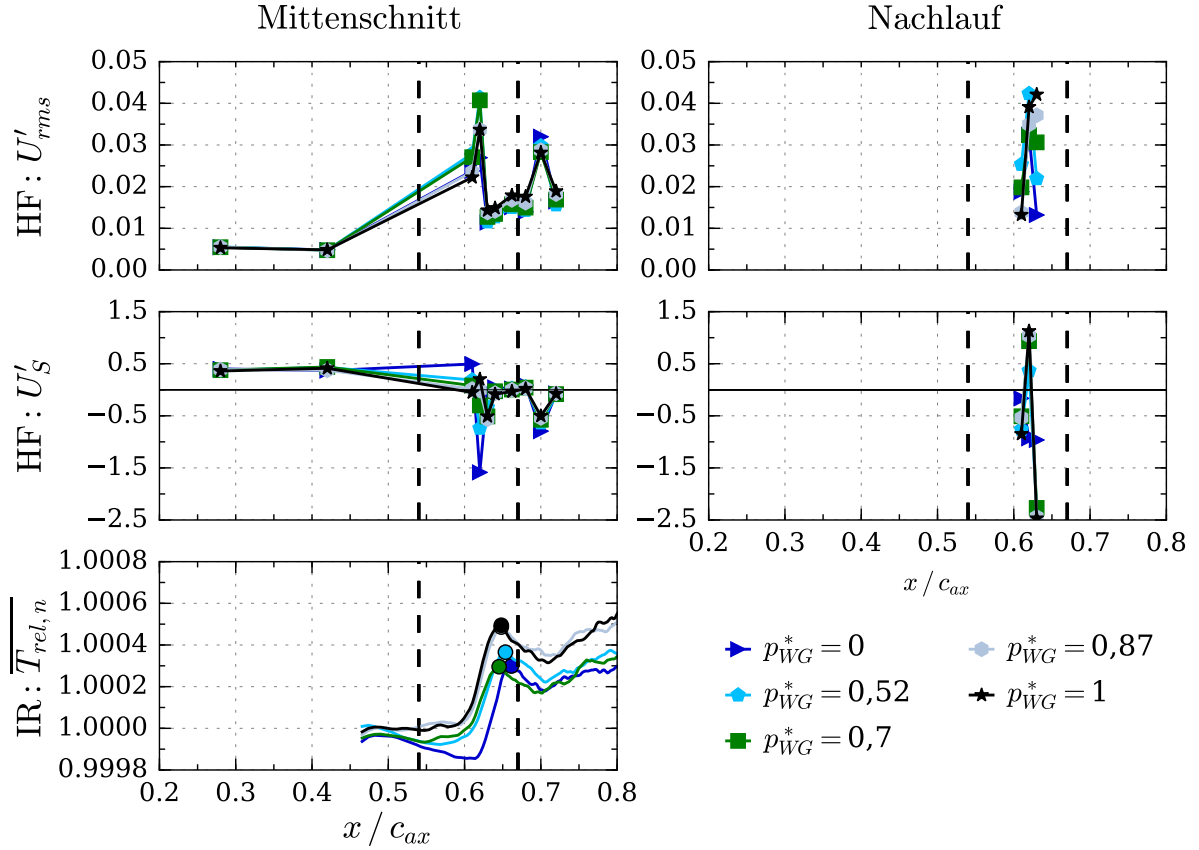 Mittenschnitt
Nachlauf
HF : U'rms
0.05
0.04
0.03
0.02
0.01
0.00
0.05
0.04
0.03
0.02
0.01
0.00
HF : U'S
1.5
0.5
−0.5
−1.5
−2.5
1.5
0.5
−0.5
−1.5
−2.5
0.2 0.3 0.4 0.5 0.6 0.7 0.8
x / cax
IR : Trel,n
1.0008
1.0006
1.0004
1.0002
1.0000
0.9998
0.2 0.3 0.4 0.5 0.6 0.7 0.8
x / cax
p*WG = 0
p*WG = 0,52
p*WG = 0,7
p*WG = 0,87
p*WG = 1